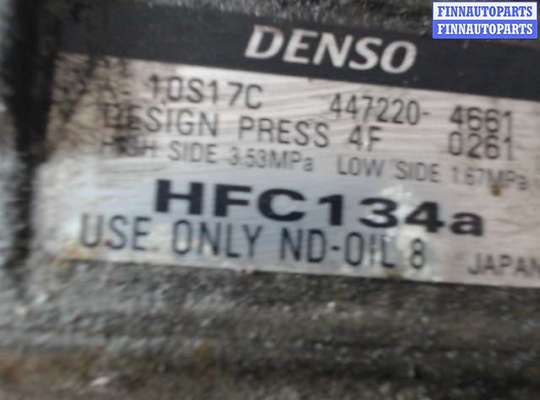 FINNAUTOPARTS
FINNAUTOPARTS
DENSO
10S17C 447220-4661
DESIGN PRESS 4F 0261
HIGH SIDE 3.53MPa LOW SIDE 1.67MPa
HFC134a
USE ONLY ND-OIL 8 JAPAN